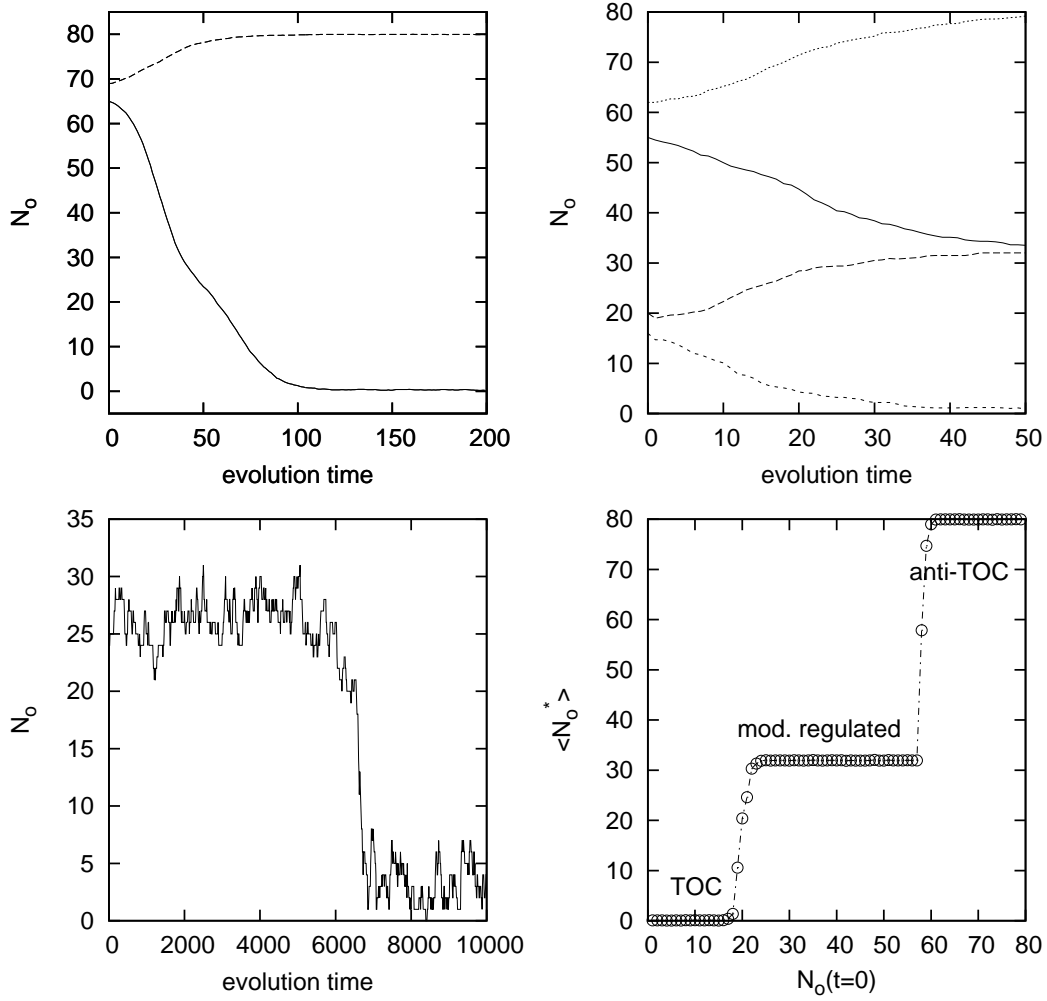 80
70
60
50
40
30
20
10
0
N_o
0 50 100 150 200
evolution time
80
70
60
50
40
30
20
10
0
N_o
0 10 20 30 40 50
evolution time
35
30
25
20
15
10
5
0
N_o
0 2000 4000 6000 8000 10000
evolution time
80
70
60
50
40
30
20
10
0
<N_o^*>
anti-TOC
mod. regulated
TOC
0 10 20 30 40 50 60 70 80
N_o(t=0)